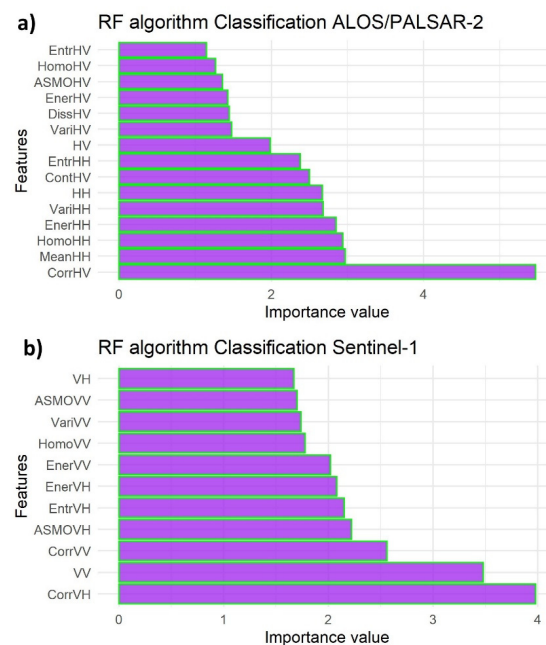 a)
RF algorithm Classification ALOS/PALSAR-2
Features
EntrHV
HomoHV
ASMOHV
EnerHV
DissHV
VariHV
HV
EntrHH
ContHV
HH
VariHH
EnerHH
HomoHH
MeanHH
CorrHV
0 2 4
Importance value
b)
RF algorithm Classification Sentinel-1
Features
VH
ASMOVV
VariVV
HomoVV
EnerVV
EnerVH
EntrVH
ASMOVH
CorrVV
VV
CorrVH
0 1 2 3 4
Importance value